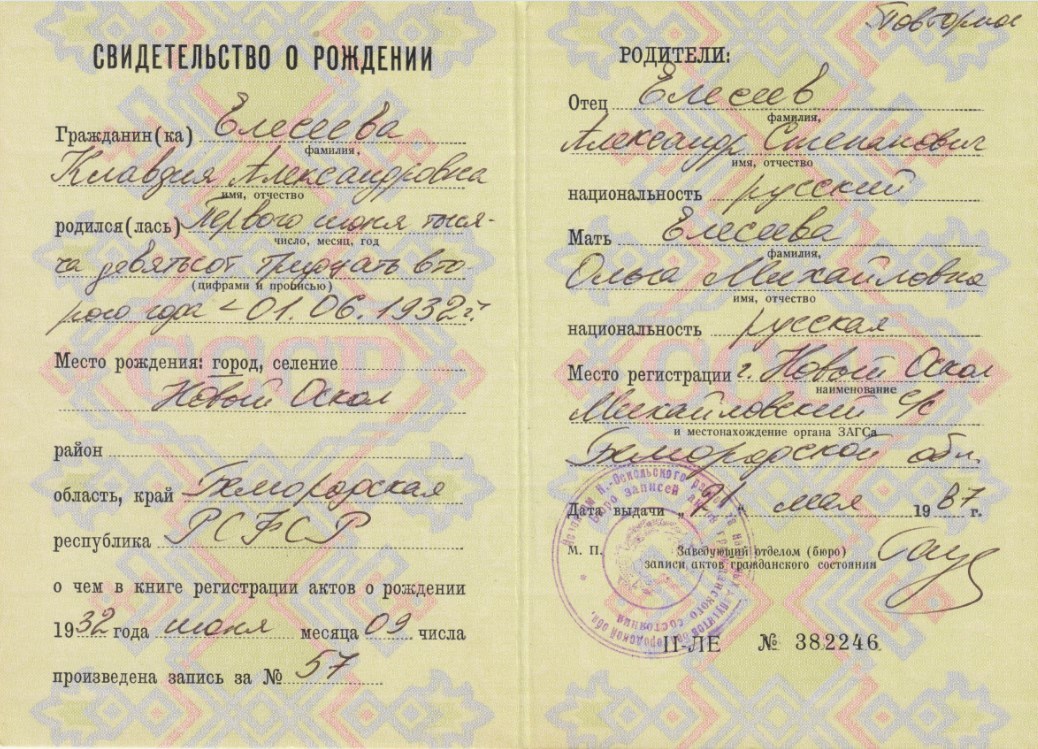 СВИДЕТЕЛЬСТВО О РОЖДЕНИИ
Гражданин(ка) Елесеева
фамилия,
Клавдия Александровна
имя, отчество
родился(лась) Первого июня тыся-
число, месяц, год
ча девятьсот тридцать вто-
(цифрами и прописью)
рого года – 01.06.1932 г.
Место рождения: город, селение
Новый Оскол
район
область, край Белгородская
республика РСФСР
о чем в книге регистрации актов о рождении
1932 года июня месяца 09 числа
произведена запись за № 57
Повторное
РОДИТЕЛИ:
Отец Елесеев
фамилия,
Александр Степанович
имя, отчество
национальность русский
Мать Елесеева
фамилия,
Ольга Михайловна
имя, отчество
национальность русская
Место регистрации г. Новый Оскол
наименование
Михайловский с/с
и местонахождение органа ЗАГСа
Белгородской обл.
Дата выдачи „21" мая 1987 г.
М. П. Заведующий отделом (бюро)
записи актов гражданского состояния
II-ЛЕ № 382246
СССР
СССР